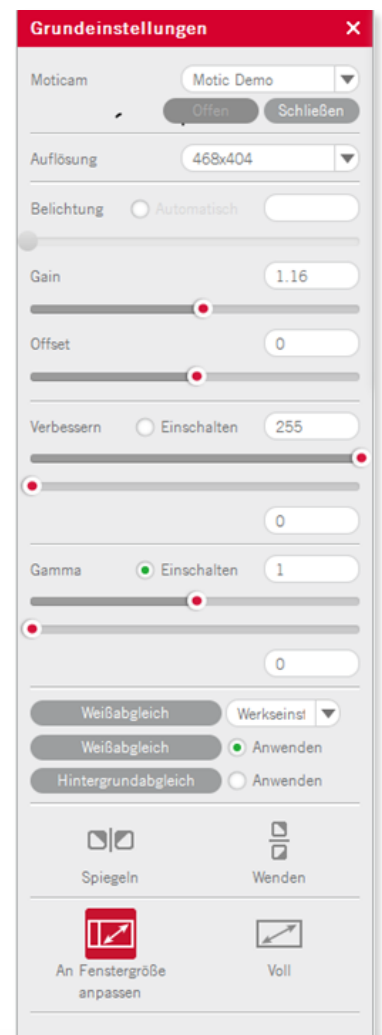 Grundeinstellungen
Moticam Motic Demo
Offen Schließen
Auflösung 468x404
Belichtung Automatisch
Gain 1.16
Offset 0
Verbessern Einschalten 255
0
Gamma Einschalten 1
0
Weißabgleich Werkseinst
Weißabgleich Anwenden
Hintergrundabgleich Anwenden
Spiegeln Wenden
An Fenstergröße Voll
anpassen